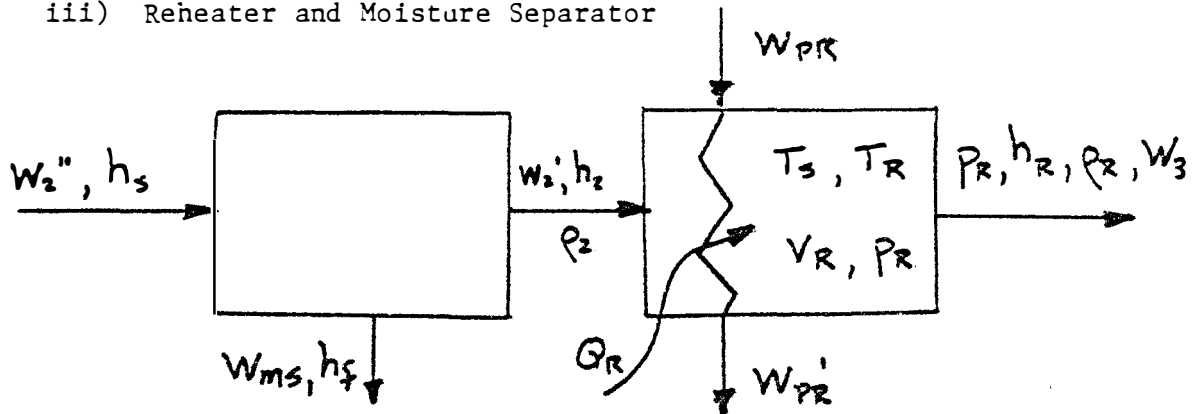 iii) Reheater and Moisture Separator
W_PR
W_2", h_s
W_2', h_2
ρ_2
T_S, T_R
V_R, p_R
p_R, h_R, ρ_R, W_3
W_ms, h_f
Q_R
W_PR'